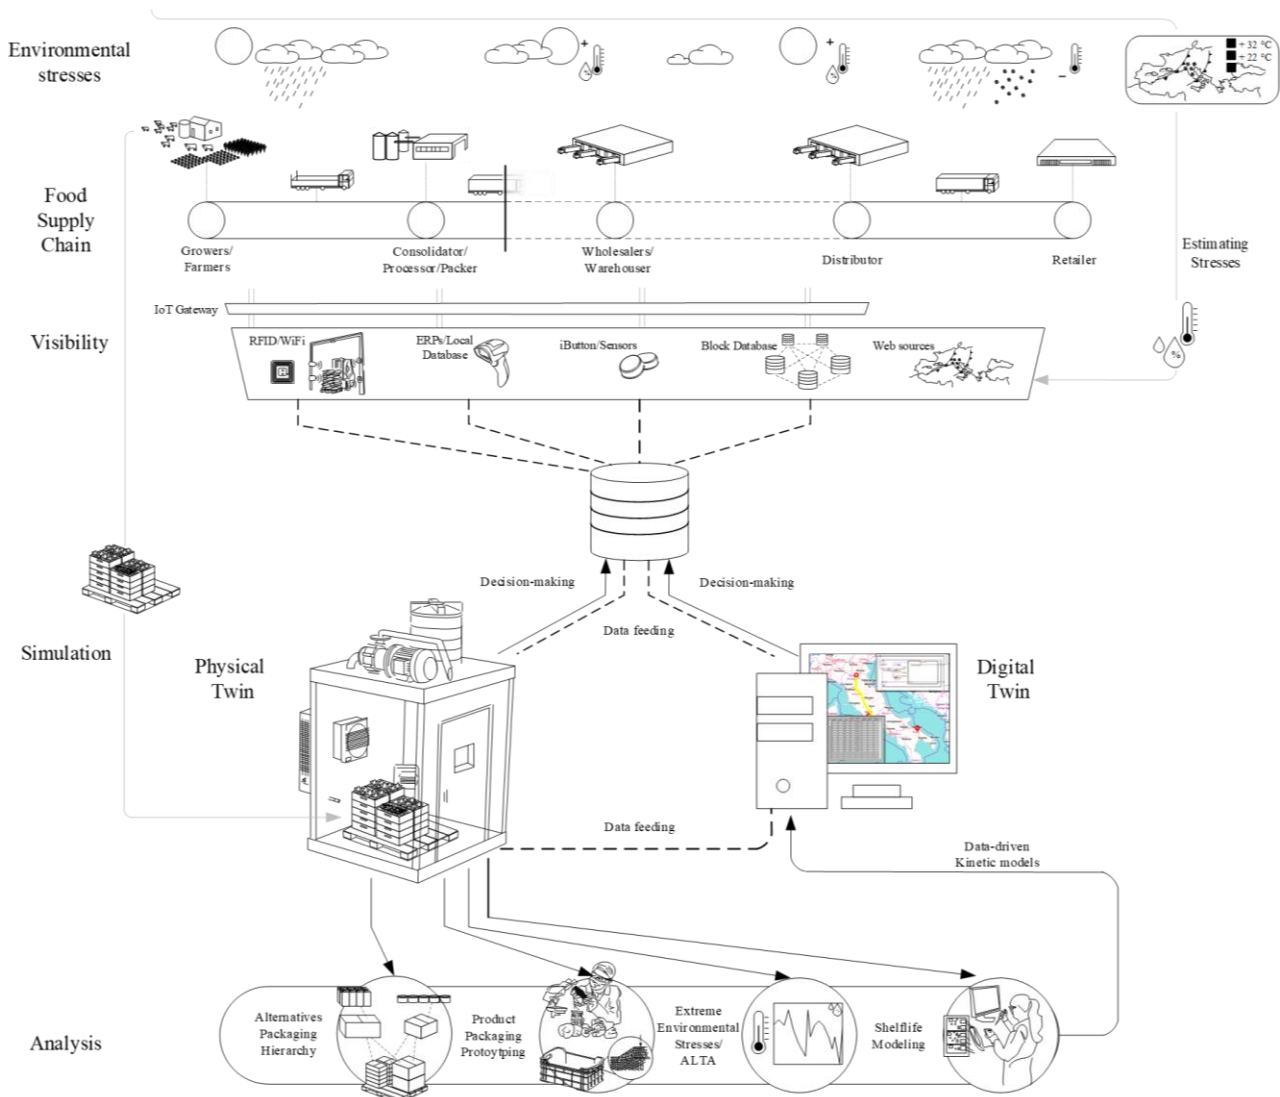 Environmental
stresses
+
%
+
%
−
+ 32 °C
+ 22 °C
Food
Supply
Chain
Growers/
Farmers
Consolidator/
Processor/Packer
Wholesalers/
Warehouser
Distributor
Retailer
Estimating
Stresses
IoT Gateway
Visibility
RFID/WiFi
ERPs/Local
Database
iButton/Sensors
Block Database
Web sources
%
Decision-making
Decision-making
Data feeding
Simulation
Physical
Twin
Digital
Twin
Data feeding
Data-driven
Kinetic models
Analysis
Alternatives
Packaging
Hierarchy
Product
Packaging
Protoytping
Extreme
Environmental
Stresses/
ALTA
Shelflife
Modeling